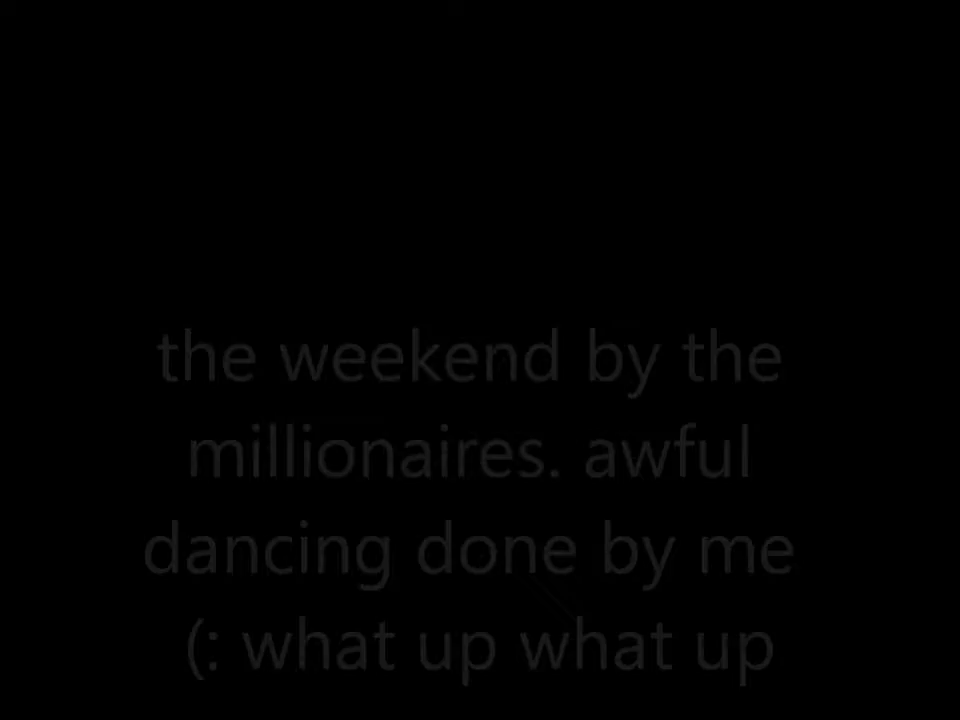 the weekend by the
millionaires. awful
dancing done by me
(: what up what up